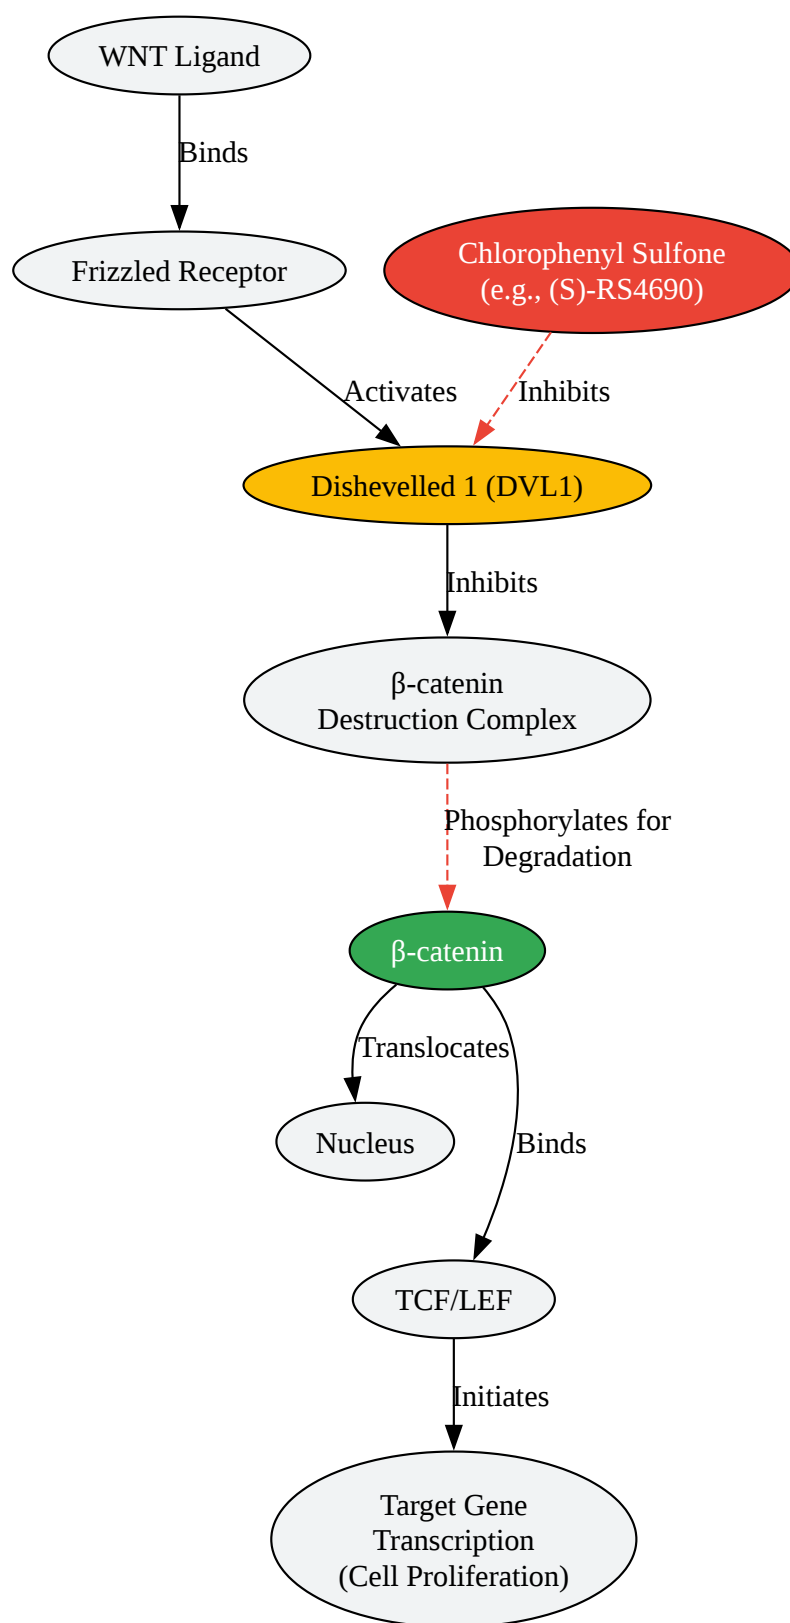 WNT Ligand
Binds
Frizzled Receptor
Chlorophenyl Sulfone
(e.g., (S)-RS4690)
Activates
Inhibits
Dishevelled 1 (DVL1)
Inhibits
β-catenin
Destruction Complex
Phosphorylates for
Degradation
β-catenin
Translocates
Nucleus
Binds
TCF/LEF
Initiates
Target Gene
Transcription
(Cell Proliferation)